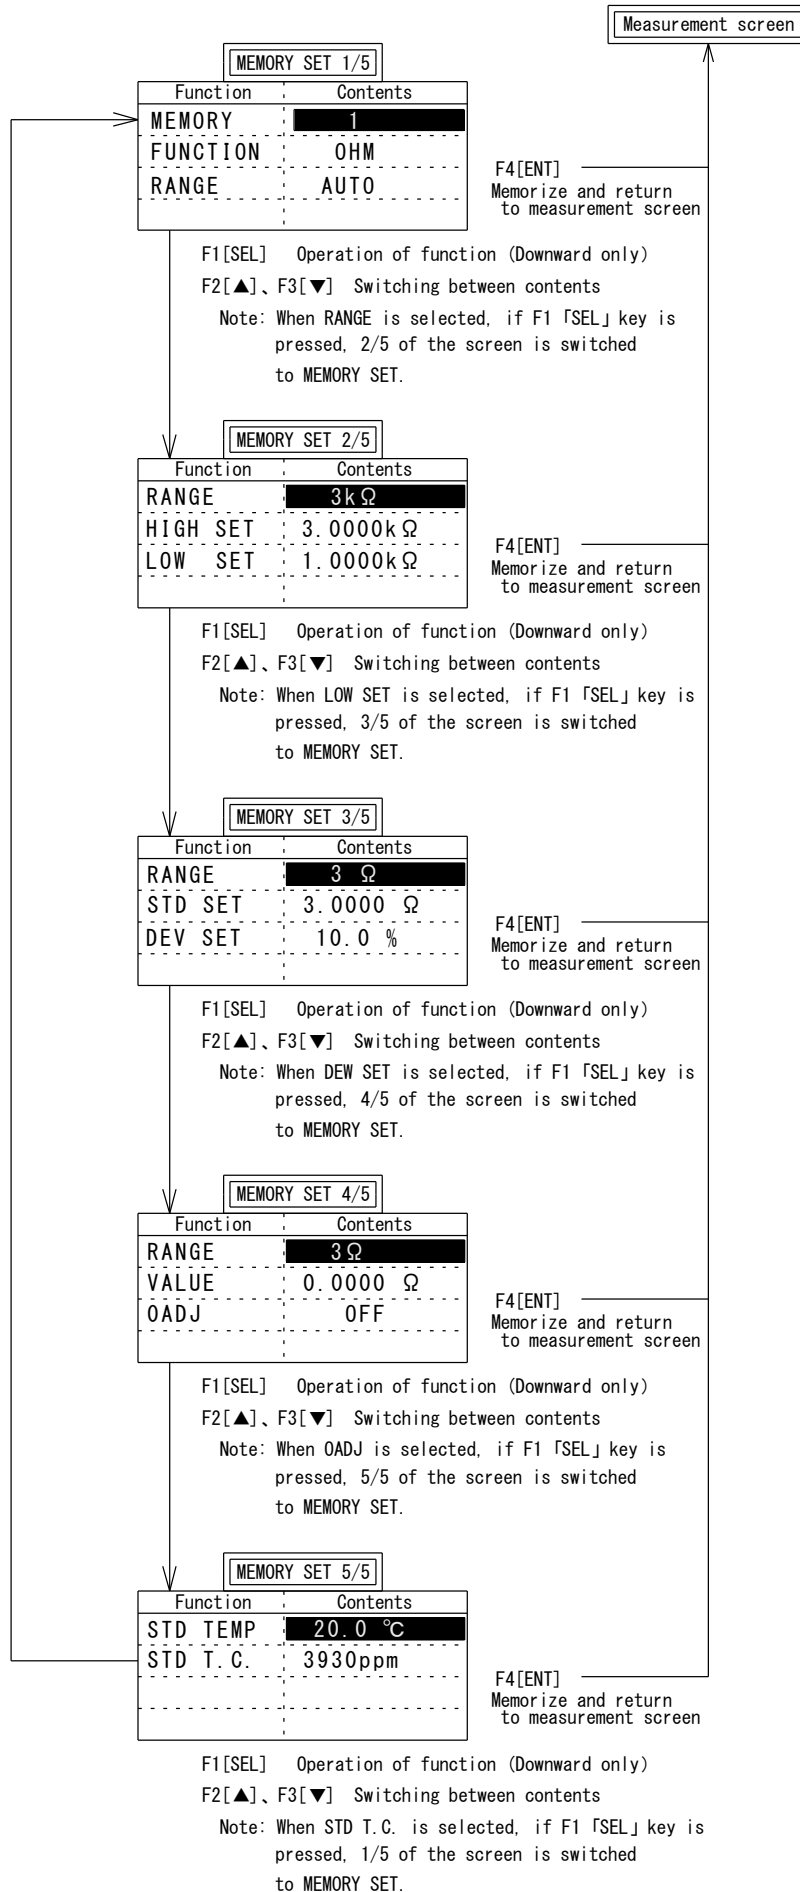 Measurement screen
MEMORY SET 1/5
Function Contents
MEMORY 1
FUNCTION OHM
RANGE AUTO
F4[ENT]
Memorize and return
to measurement screen
F1[SEL] Operation of function (Downward only)
F2[▲]、F3[▼] Switching between contents
Note: When RANGE is selected, if F1「SEL」key is
pressed, 2/5 of the screen is switched
to MEMORY SET.
MEMORY SET 2/5
Function Contents
RANGE 3kΩ
HIGH SET 3.0000kΩ
LOW SET 1.0000kΩ
F4[ENT]
Memorize and return
to measurement screen
F1[SEL] Operation of function (Downward only)
F2[▲]、F3[▼] Switching between contents
Note: When LOW SET is selected, if F1「SEL」key is
pressed, 3/5 of the screen is switched
to MEMORY SET.
MEMORY SET 3/5
Function Contents
RANGE 3 Ω
STD SET 3.0000 Ω
DEV SET 10.0 %
F4[ENT]
Memorize and return
to measurement screen
F1[SEL] Operation of function (Downward only)
F2[▲]、F3[▼] Switching between contents
Note: When DEW SET is selected, if F1「SEL」key is
pressed, 4/5 of the screen is switched
to MEMORY SET.
MEMORY SET 4/5
Function Contents
RANGE 3Ω
VALUE 0.0000 Ω
0ADJ OFF
F4[ENT]
Memorize and return
to measurement screen
F1[SEL] Operation of function (Downward only)
F2[▲]、F3[▼] Switching between contents
Note: When 0ADJ is selected, if F1「SEL」key is
pressed, 5/5 of the screen is switched
to MEMORY SET.
MEMORY SET 5/5
Function Contents
STD TEMP 20.0 ℃
STD T.C. 3930ppm
F4[ENT]
Memorize and return
to measurement screen
F1[SEL] Operation of function (Downward only)
F2[▲]、F3[▼] Switching between contents
Note: When STD T.C. is selected, if F1「SEL」key is
pressed, 1/5 of the screen is switched
to MEMORY SET.